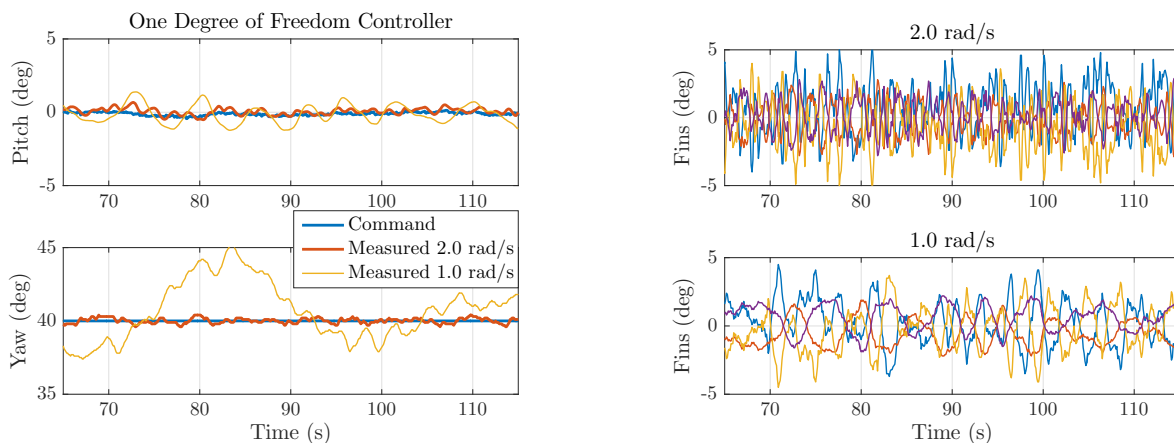 One Degree of Freedom Controller
5
0
-5
Pitch (deg)
70 80 90 100 110
45
40
35
Yaw (deg)
70 80 90 100 110
Time (s)
Command
Measured 2.0 rad/s
Measured 1.0 rad/s
2.0 rad/s
5
0
-5
Fins (deg)
70 80 90 100 110
1.0 rad/s
5
0
-5
Fins (deg)
70 80 90 100 110
Time (s)